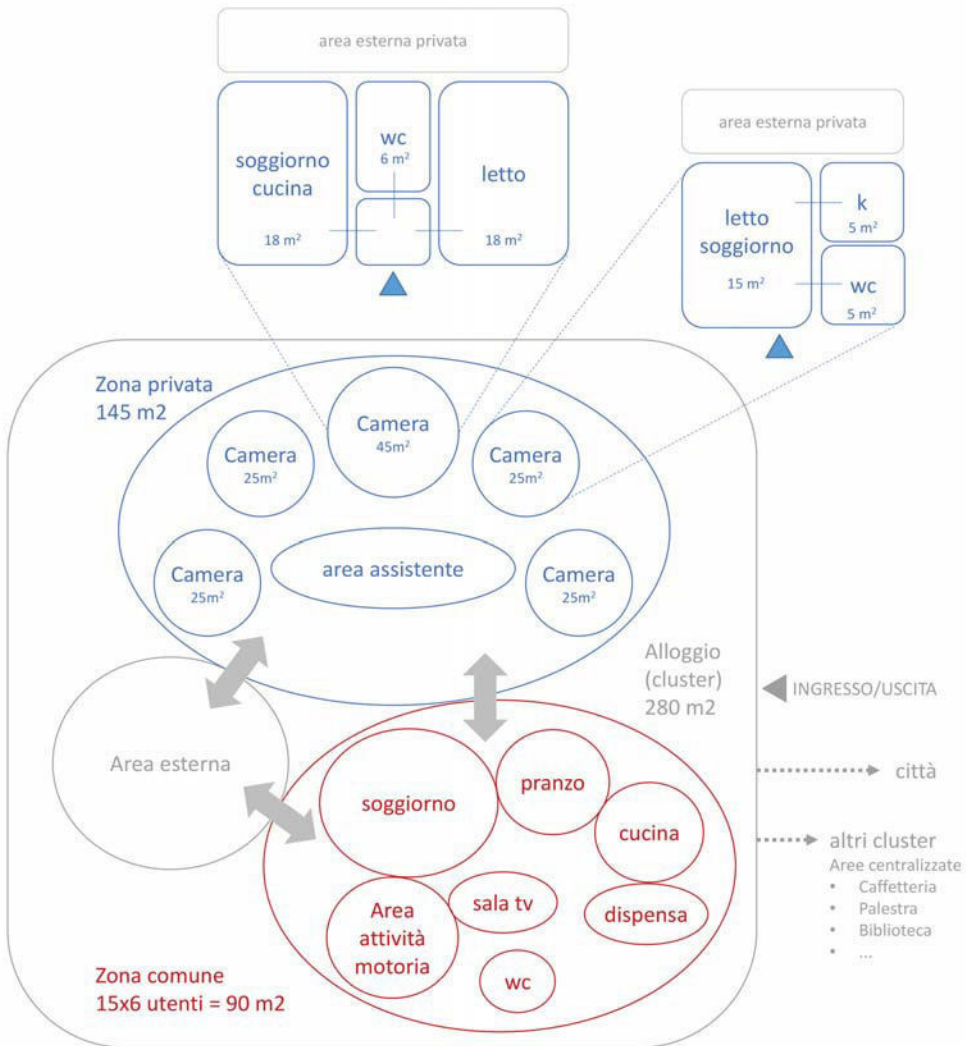 area esterna privata
soggiorno
cucina
18 m²
wc
6 m²
letto
18 m²
area esterna privata
letto
soggiorno
15 m²
k
5 m²
wc
5 m²
Zona privata
145 m2
Camera
45m²
Camera
25m²
Camera
25m²
Camera
25m²
area assistente
Camera
25m²
Alloggio
(cluster)
280 m2
INGRESSO/USCITA
Area esterna
città
soggiorno
pranzo
cucina
altri cluster
Aree centralizzate
• Caffetteria
• Palestra
• Biblioteca
• ...
Area
attività
motoria
sala tv
dispensa
wc
Zona comune
15x6 utenti = 90 m2